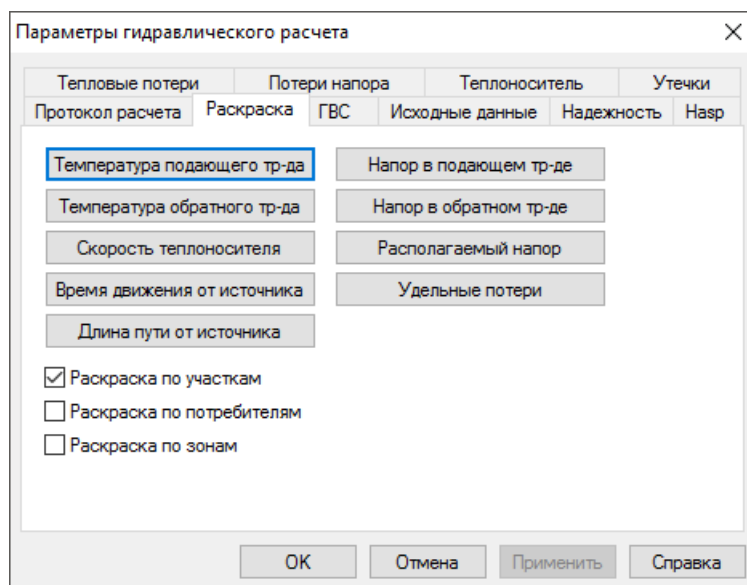 Параметры гидравлического расчета
Тепловые потери Потери напора Теплоноситель Утечки
Протокол расчета Раскраска ГВС Исходные данные Надежность Hasp
Температура подающего тр-да Напор в подающем тр-де
Температура обратного тр-да Напор в обратном тр-де
Скорость теплоносителя Располагаемый напор
Время движения от источника Удельные потери
Длина пути от источника
Раскраска по участкам
Раскраска по потребителям
Раскраска по зонам
ОК Отмена Применить Справка